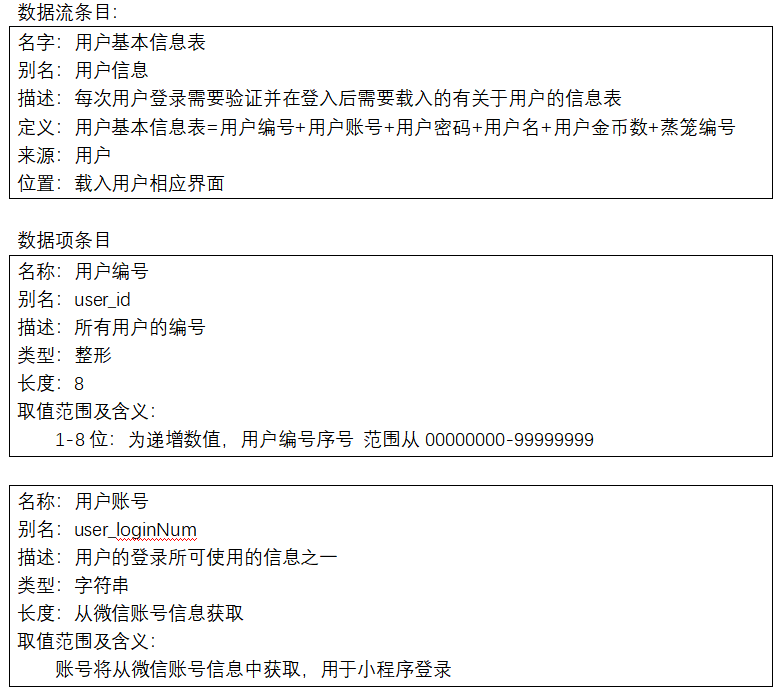 数据流条目：
名字：用户基本信息表
别名：用户信息
描述：每次用户登录需要验证并在登入后需要载入的有关于用户的信息表
定义：用户基本信息表=用户编号+用户账号+用户密码+用户名+用户金币数+蒸笼编号
来源：用户
位置：载入用户相应界面
数据项条目
名称：用户编号
别名：user_id
描述：所有用户的编号
类型：整形
长度：8
取值范围及含义：
1-8 位：为递增数值，用户编号序号 范围从 00000000-99999999
名称：用户账号
别名：user_loginNum
描述：用户的登录所可使用的信息之一
类型：字符串
长度：从微信账号信息获取
取值范围及含义：
账号将从微信账号信息中获取，用于小程序登录